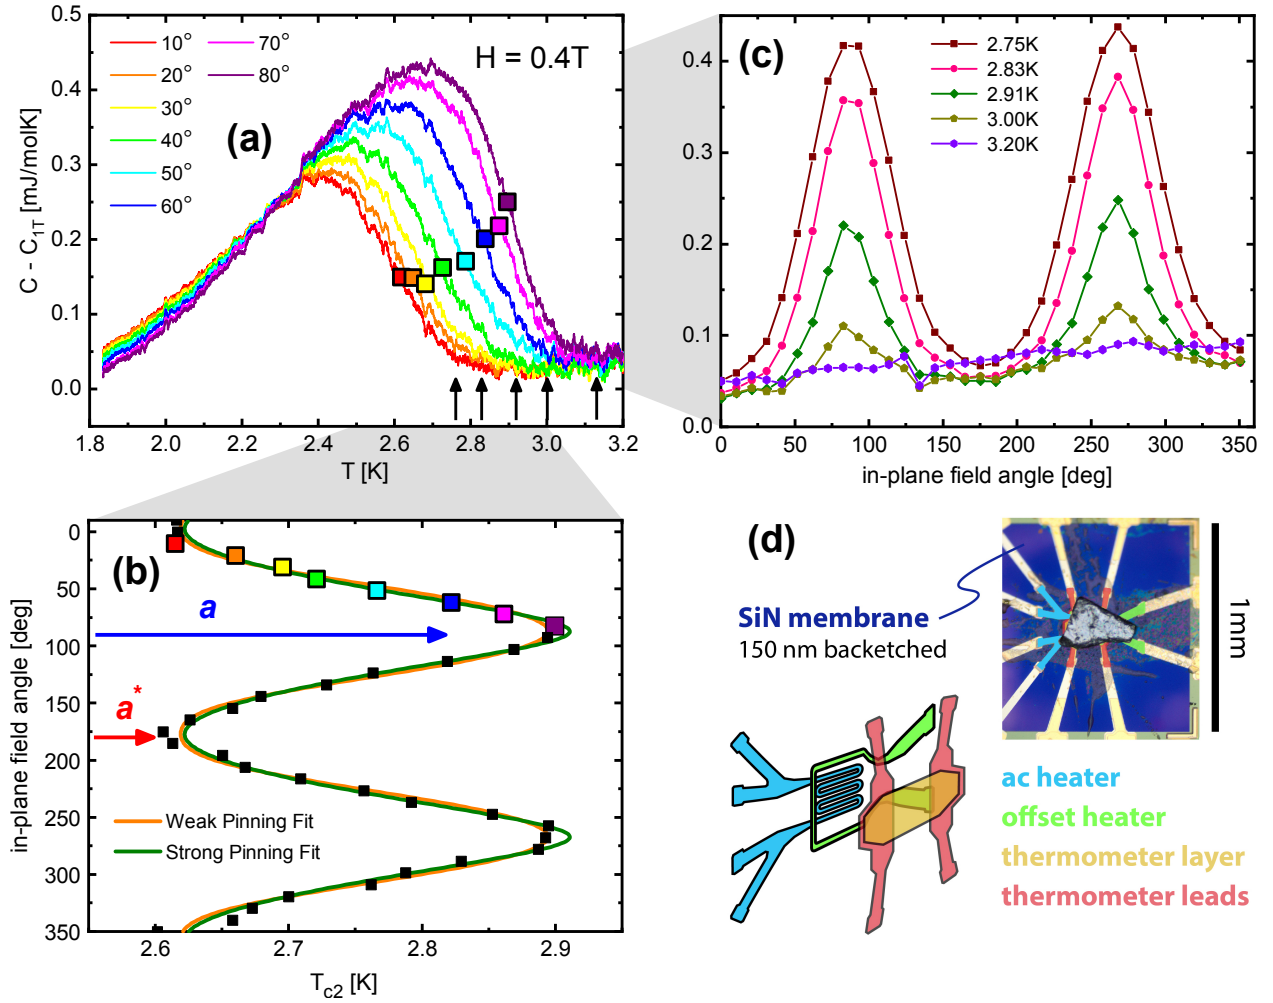 0.5
0.4
0.3
0.2
0.1
0.0
C - C1T [mJ/molK]
10°
20°
30°
40°
50°
60°
70°
80°
H = 0.4T
(a)
1.8
2.0
2.2
2.4
2.6
2.8
3.0
3.2
T [K]
(c)
2.75K
2.83K
2.91K
3.00K
3.20K
0.4
0.3
0.2
0.1
0.0
0
50
100
150
200
250
300
350
in-plane field angle [deg]
(b)
a
a*
Weak Pinning Fit
Strong Pinning Fit
0
50
100
150
200
250
300
350
in-plane field angle [deg]
2.6
2.7
2.8
2.9
Tc2 [K]
(d)
SiN membrane
150 nm backetched
1mm
ac heater
offset heater
thermometer layer
thermometer leads